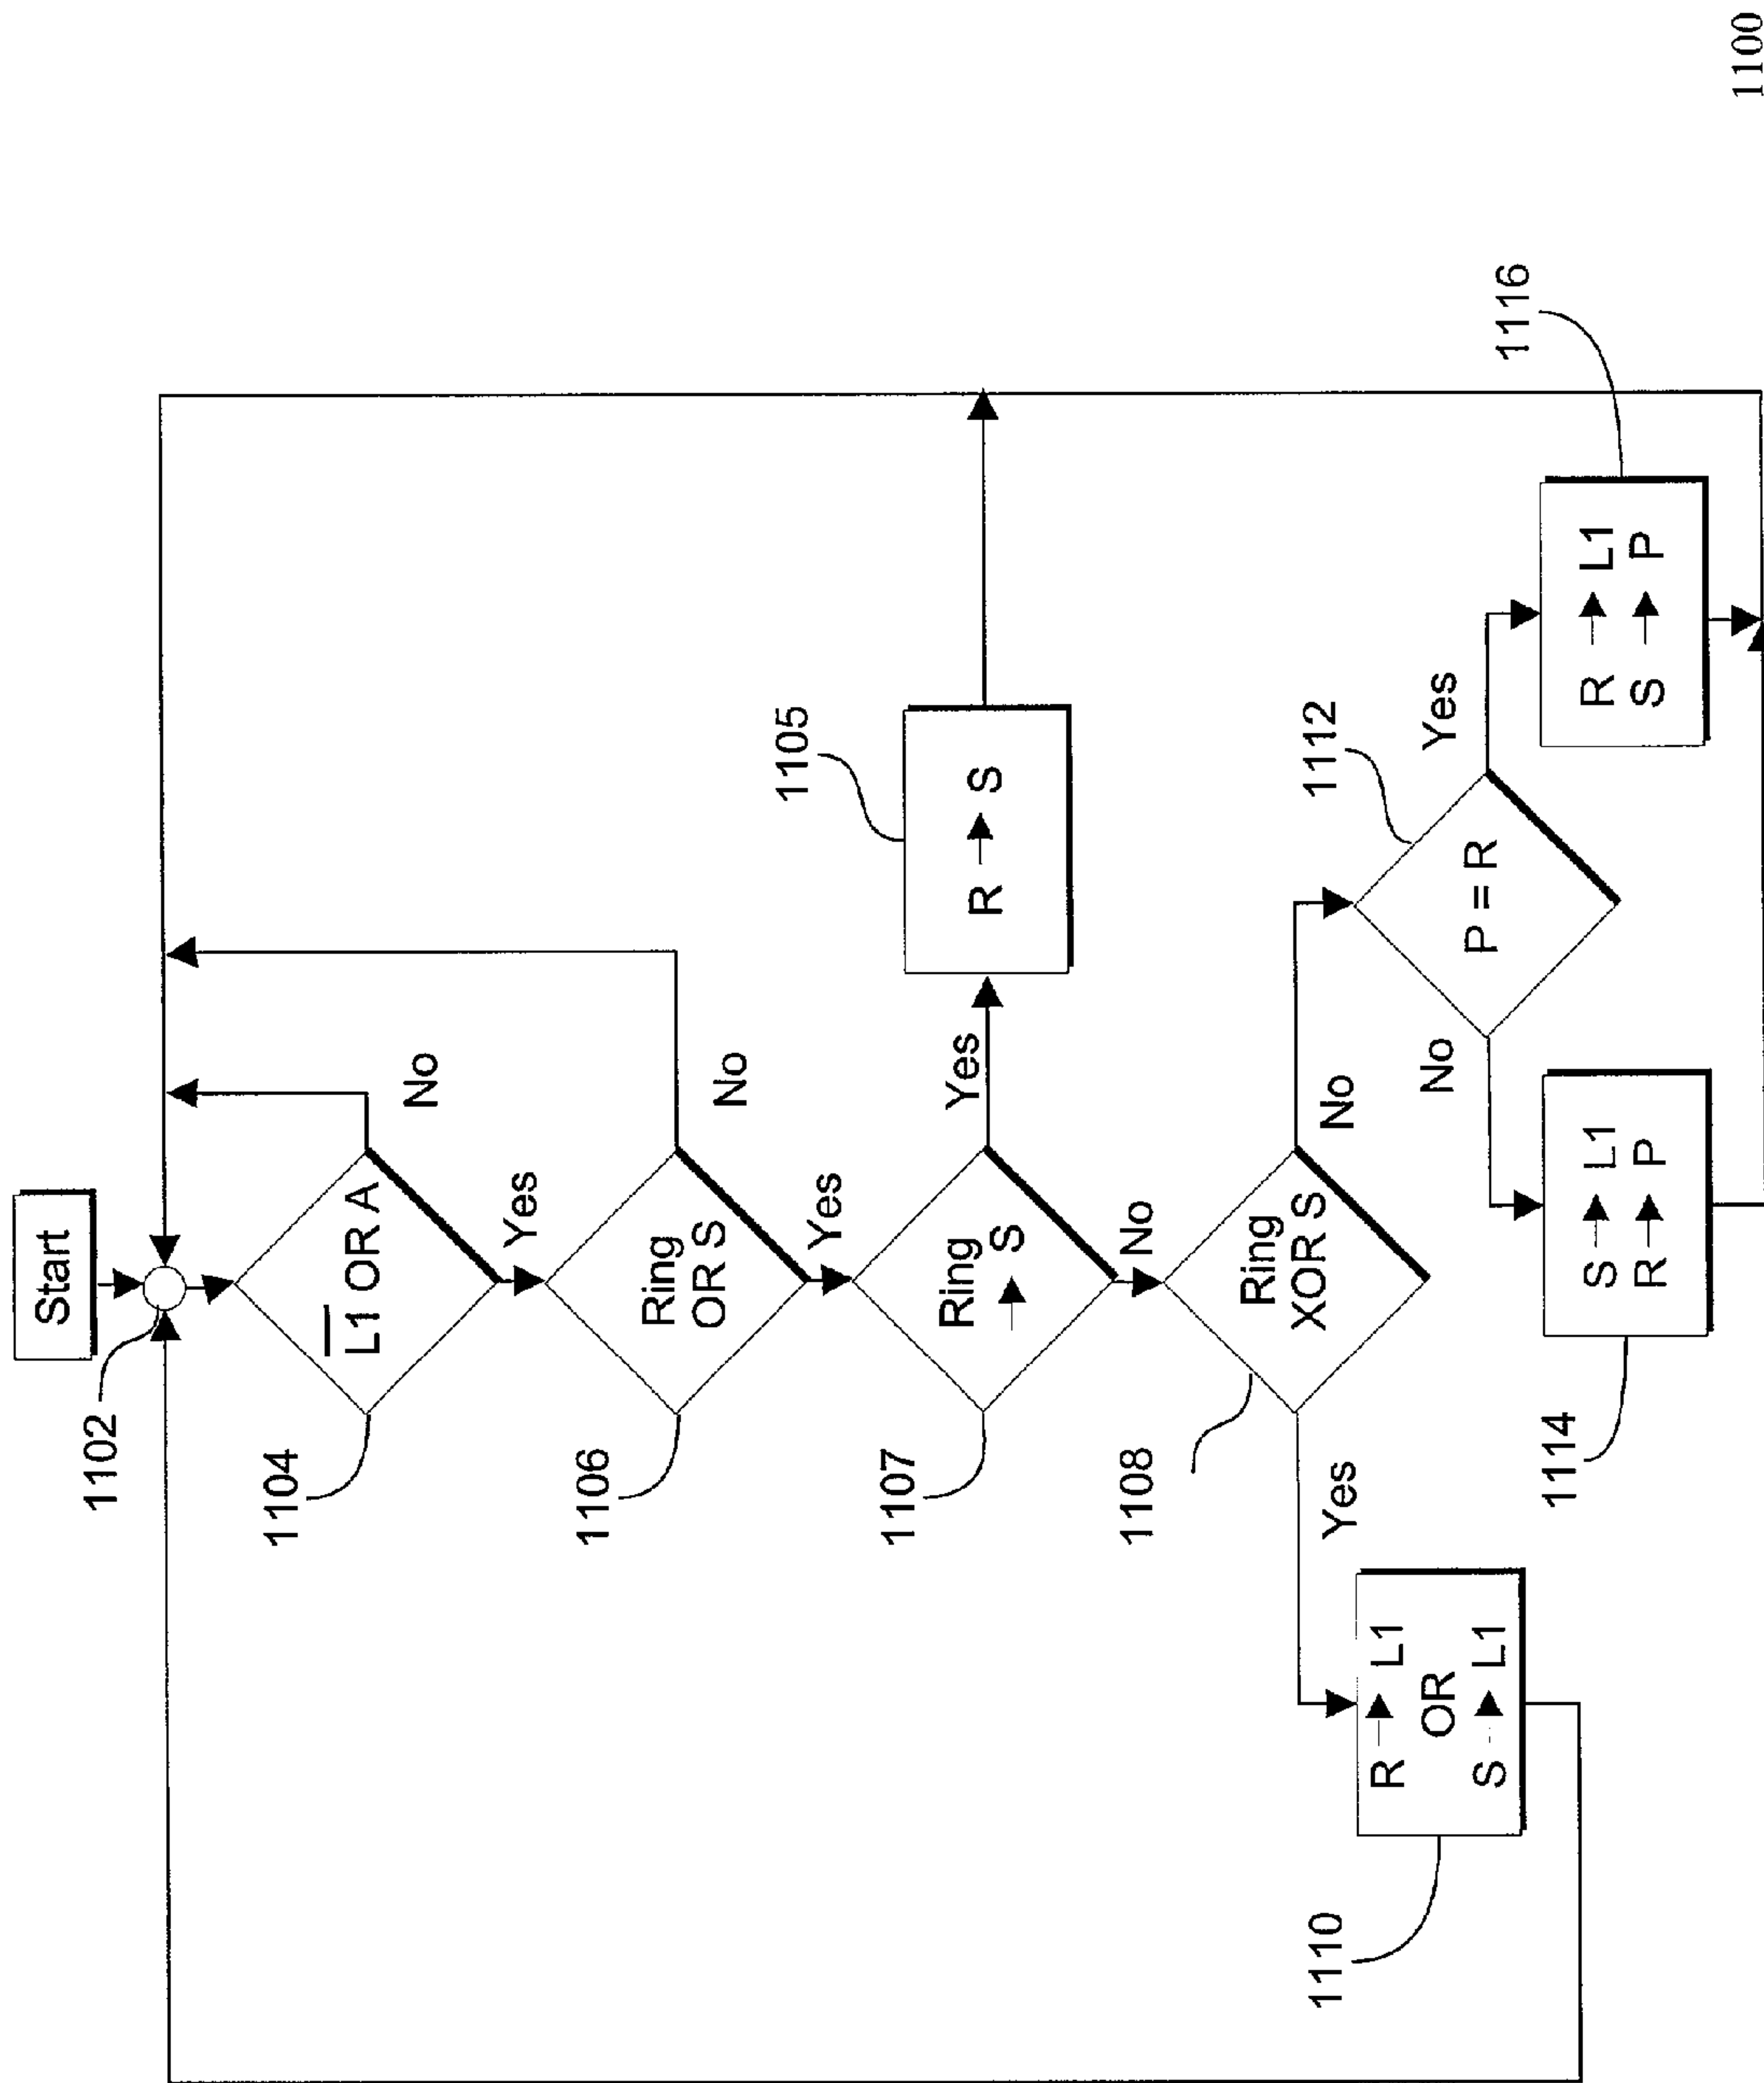 Start
1102
L1 OR A
1104
No
Yes
Ring
OR S
1106
No
Yes
Ring
→ S
1107
Yes
R → S
1105
No
Ring
XOR S
1108
Yes
No
R → L1
OR
S → L1
1110
P = R
1112
No
Yes
S → L1
R → P
1114
R → L1
S → P
1116
1100